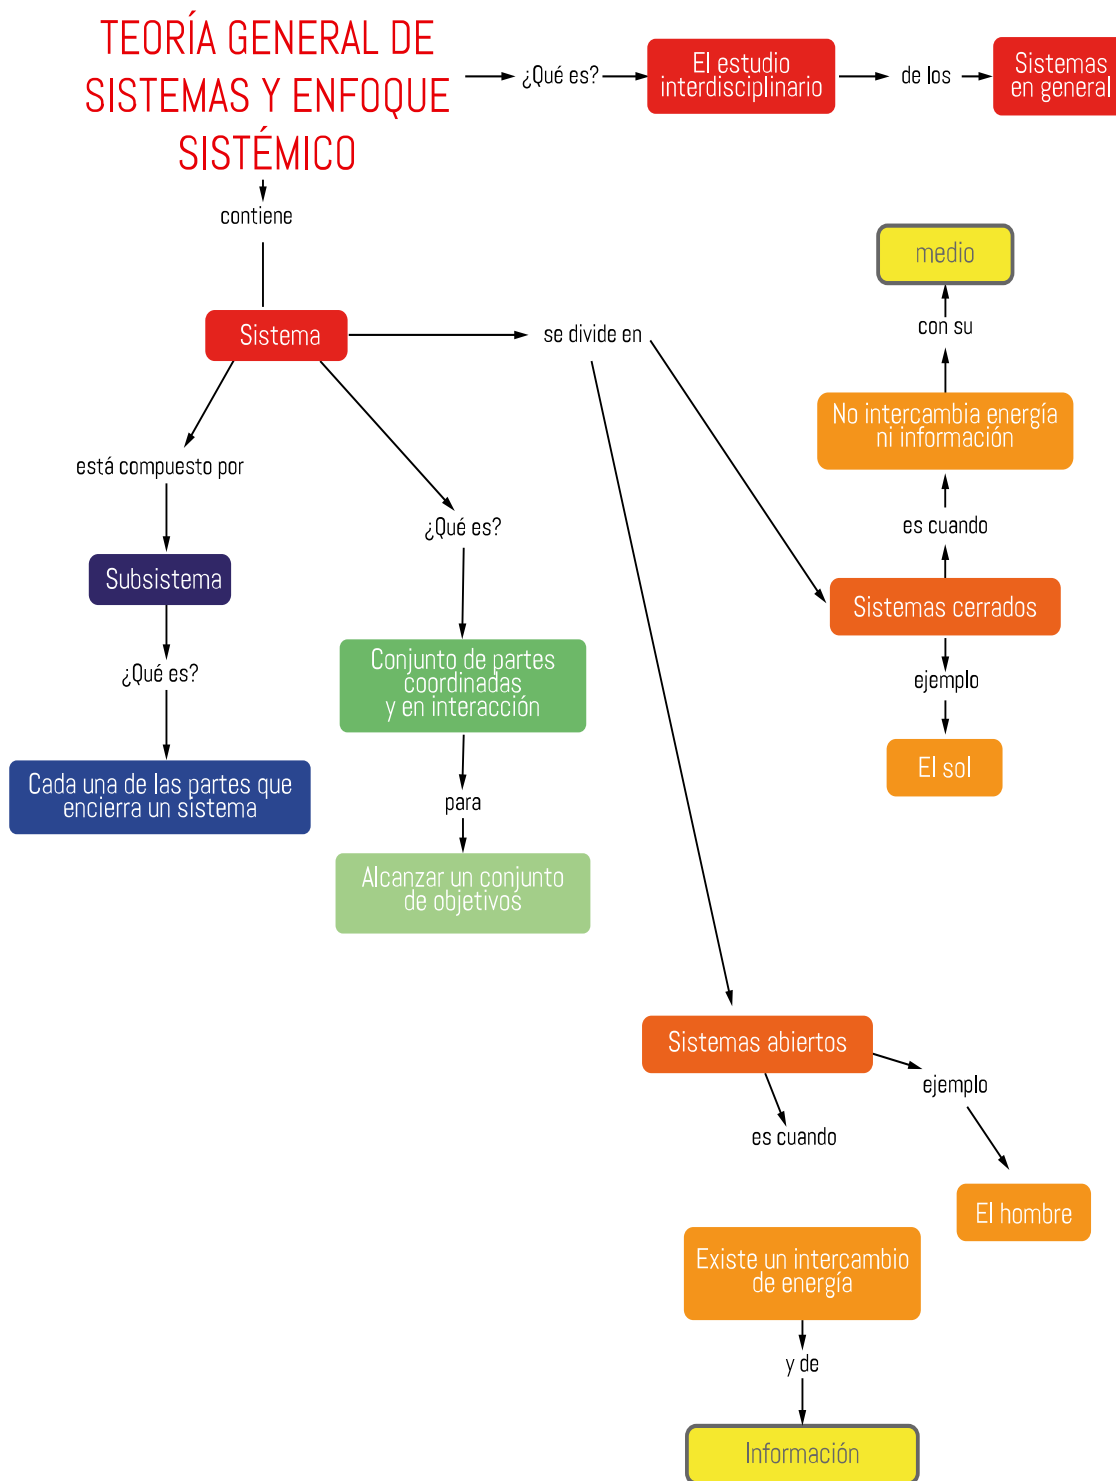 TEORÍA GENERAL DE
SISTEMAS Y ENFOQUE
SISTÉMICO
¿Qué es?
El estudio
interdisciplinario
de los
Sistemas
en general
contiene
Sistema
se divide en
medio
con su
No intercambia energía
ni información
es cuando
Sistemas cerrados
ejemplo
El sol
está compuesto por
Subsistema
¿Qué es?
Cada una de las partes que
encierra un sistema
¿Qué es?
Conjunto de partes
coordinadas
y en interacción
para
Alcanzar un conjunto
de objetivos
Sistemas abiertos
ejemplo
El hombre
es cuando
Existe un intercambio
de energía
y de
Información